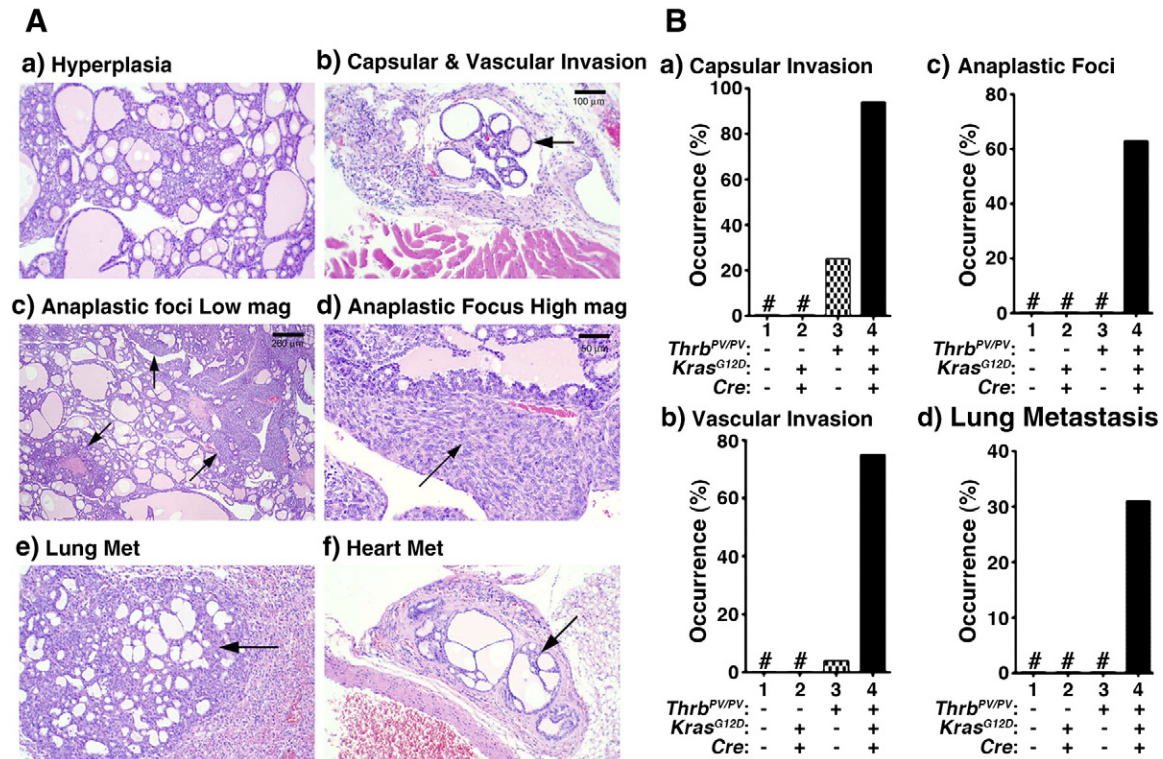 A
a) Hyperplasia
b) Capsular & Vascular Invasion
100 µm
c) Anaplastic foci Low mag
200 µm
d) Anaplastic Focus High mag
50 µm
e) Lung Met
f) Heart Met
B
a) Capsular Invasion
Occurrence (%)
100
80
60
40
20
0
# #
1 2 3 4
Thrb^PV/PV: - - + +
Kras^G12D: - + - +
Cre: - + - +
b) Vascular Invasion
Occurrence (%)
80
60
40
20
0
# #
1 2 3 4
Thrb^PV/PV: - - + +
Kras^G12D: - + - +
Cre: - + - +
c) Anaplastic Foci
Occurrence (%)
80
60
40
20
0
# # #
1 2 3 4
Thrb^PV/PV: - - + +
Kras^G12D: - + - +
Cre: - + - +
d) Lung Metastasis
Occurrence (%)
40
30
20
10
0
# # #
1 2 3 4
Thrb^PV/PV: - - + +
Kras^G12D: - + - +
Cre: - + - +